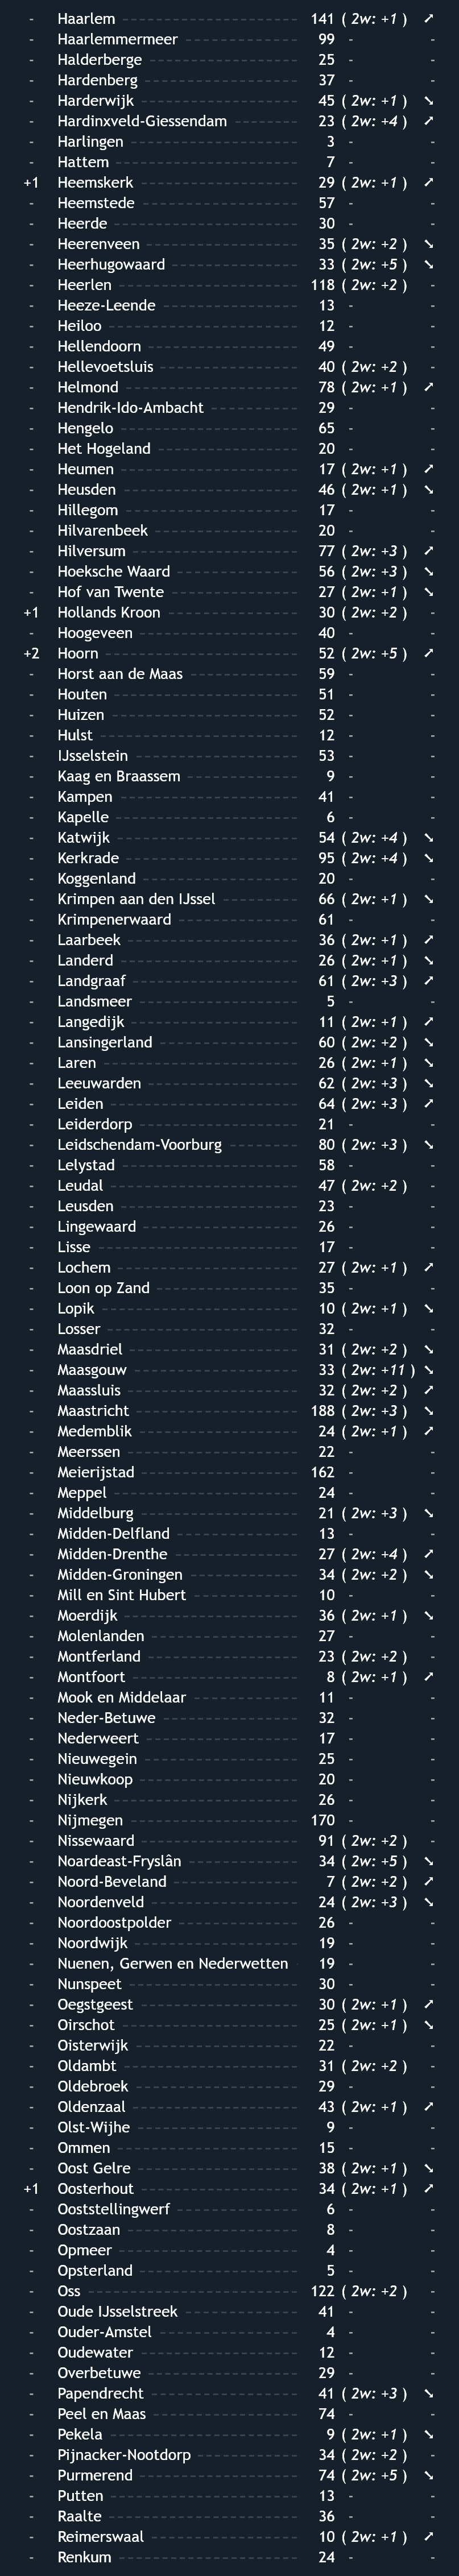 - Haarlem 141 ( 2w: +1 ) ➚
- Haarlemmermeer 99 - -
- Halderberge 25 - -
- Hardenberg 37 - -
- Harderwijk 45 ( 2w: +1 ) ➘
- Hardinxveld-Giessendam 23 ( 2w: +4 ) ➚
- Harlingen 3 - -
- Hattem 7 - -
+1 Heemskerk 29 ( 2w: +1 ) ➚
- Heemstede 57 - -
- Heerde 30 - -
- Heerenveen 35 ( 2w: +2 ) ➘
- Heerhugowaard 33 ( 2w: +5 ) ➘
- Heerlen 118 ( 2w: +2 ) -
- Heeze-Leende 13 - -
- Heiloo 12 - -
- Hellendoorn 49 - -
- Hellevoetsluis 40 ( 2w: +2 ) -
- Helmond 78 ( 2w: +1 ) ➚
- Hendrik-Ido-Ambacht 29 - -
- Hengelo 65 - -
- Het Hogeland 20 - -
- Heumen 17 ( 2w: +1 ) ➚
- Heusden 46 ( 2w: +1 ) ➘
- Hillegom 17 - -
- Hilvarenbeek 20 - -
- Hilversum 77 ( 2w: +3 ) ➚
- Hoeksche Waard 56 ( 2w: +3 ) ➘
- Hof van Twente 27 ( 2w: +1 ) ➘
+1 Hollands Kroon 30 ( 2w: +2 ) -
- Hoogeveen 40 - -
+2 Hoorn 52 ( 2w: +5 ) ➚
- Horst aan de Maas 59 - -
- Houten 51 - -
- Huizen 52 - -
- Hulst 12 - -
- IJsselstein 53 - -
- Kaag en Braassem 9 - -
- Kampen 41 - -
- Kapelle 6 - -
- Katwijk 54 ( 2w: +4 ) ➘
- Kerkrade 95 ( 2w: +4 ) ➘
- Koggenland 20 - -
- Krimpen aan den IJssel 66 ( 2w: +1 ) ➘
- Krimpenerwaard 61 - -
- Laarbeek 36 ( 2w: +1 ) ➚
- Landerd 26 ( 2w: +1 ) ➘
- Landgraaf 61 ( 2w: +3 ) ➚
- Landsmeer 5 - -
- Langedijk 11 ( 2w: +1 ) ➚
- Lansingerland 60 ( 2w: +2 ) ➘
- Laren 26 ( 2w: +1 ) ➘
- Leeuwarden 62 ( 2w: +3 ) ➘
- Leiden 64 ( 2w: +3 ) ➚
- Leiderdorp 21 - -
- Leidschendam-Voorburg 80 ( 2w: +3 ) ➘
- Lelystad 58 - -
- Leudal 47 ( 2w: +2 ) -
- Leusden 23 - -
- Lingewaard 26 - -
- Lisse 17 - -
- Lochem 27 ( 2w: +1 ) ➚
- Loon op Zand 35 - -
- Lopik 10 ( 2w: +1 ) ➘
- Losser 32 - -
- Maasdriel 31 ( 2w: +2 ) ➘
- Maasgouw 33 ( 2w: +11 ) ➘
- Maassluis 32 ( 2w: +2 ) ➚
- Maastricht 188 ( 2w: +3 ) ➘
- Medemblik 24 ( 2w: +1 ) ➚
- Meerssen 22 - -
- Meierijstad 162 - -
- Meppel 24 - -
- Middelburg 21 ( 2w: +3 ) ➘
- Midden-Delfland 13 - -
- Midden-Drenthe 27 ( 2w: +4 ) ➚
- Midden-Groningen 34 ( 2w: +2 ) ➘
- Mill en Sint Hubert 10 - -
- Moerdijk 36 ( 2w: +1 ) ➘
- Molenlanden 27 - -
- Montferland 23 ( 2w: +2 ) -
- Montfoort 8 ( 2w: +1 ) ➚
- Mook en Middelaar 11 - -
- Neder-Betuwe 32 - -
- Nederweert 17 - -
- Nieuwegein 25 - -
- Nieuwkoop 20 - -
- Nijkerk 26 - -
- Nijmegen 170 - -
- Nissewaard 91 ( 2w: +2 ) -
- Noardeast-Fryslân 34 ( 2w: +5 ) ➘
- Noord-Beveland 7 ( 2w: +2 ) ➚
- Noordenveld 24 ( 2w: +3 ) ➘
- Noordoostpolder 26 - -
- Noordwijk 19 - -
- Nuenen, Gerwen en Nederwetten 19 - -
- Nunspeet 30 - -
- Oegstgeest 30 ( 2w: +1 ) ➚
- Oirschot 25 ( 2w: +1 ) ➘
- Oisterwijk 22 - -
- Oldambt 31 ( 2w: +2 ) -
- Oldebroek 29 - -
- Oldenzaal 43 ( 2w: +1 ) ➚
- Olst-Wijhe 9 - -
- Ommen 15 - -
- Oost Gelre 38 ( 2w: +1 ) ➘
+1 Oosterhout 34 ( 2w: +1 ) ➚
- Ooststellingwerf 6 - -
- Oostzaan 8 - -
- Opmeer 4 - -
- Opsterland 5 - -
- Oss 122 ( 2w: +2 ) -
- Oude IJsselstreek 41 - -
- Ouder-Amstel 4 - -
- Oudewater 12 - -
- Overbetuwe 29 - -
- Papendrecht 41 ( 2w: +3 ) ➘
- Peel en Maas 74 - -
- Pekela 9 ( 2w: +1 ) ➘
- Pijnacker-Nootdorp 34 ( 2w: +2 ) -
- Purmerend 74 ( 2w: +5 ) ➘
- Putten 13 - -
- Raalte 36 - -
- Reimerswaal 10 ( 2w: +1 ) ➚
- Renkum 24 - -